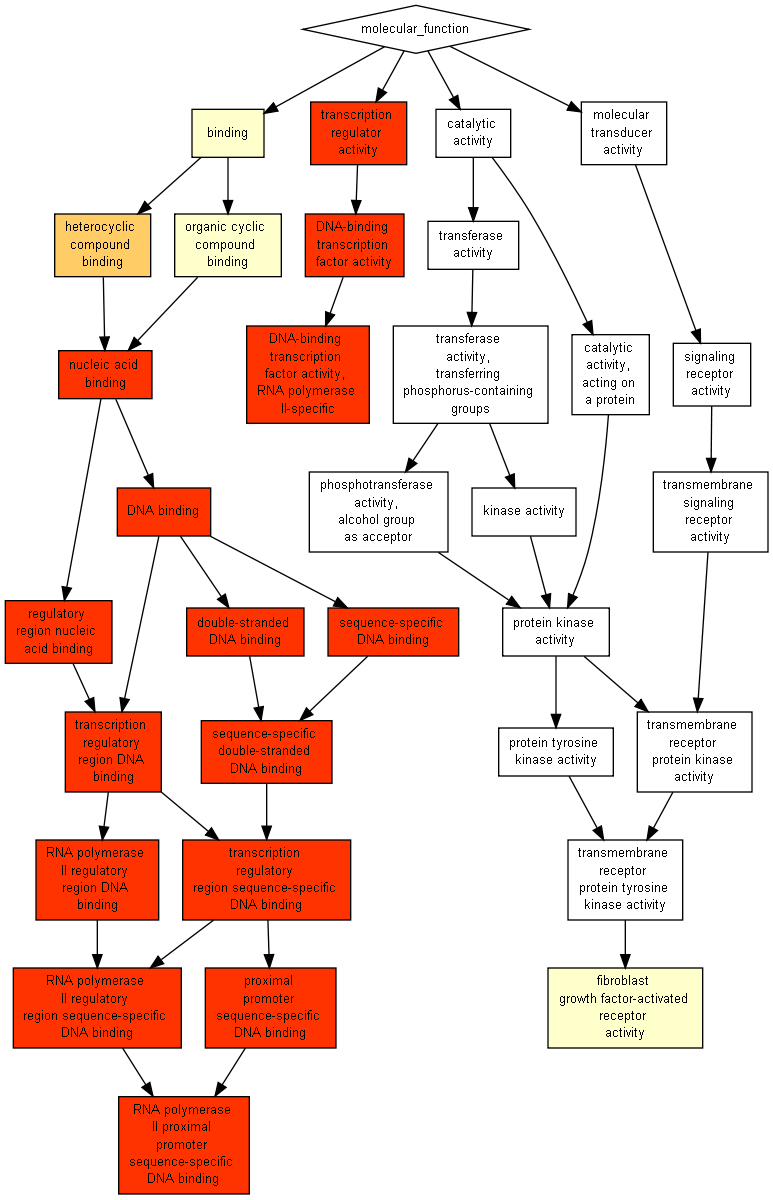 molecular_function
binding
transcription
regulator
activity
catalytic
activity
molecular
transducer
activity
heterocyclic
compound
binding
organic cyclic
compound
binding
DNA-binding
transcription
factor activity
transferase
activity
nucleic acid
binding
DNA-binding
transcription
factor activity,
RNA polymerase
II-specific
transferase
activity,
transferring
phosphorus-containing
groups
catalytic
activity,
acting on
a protein
signaling
receptor
activity
DNA binding
phosphotransferase
activity,
alcohol group
as acceptor
kinase activity
transmembrane
signaling
receptor
activity
regulatory
region nucleic
acid binding
double-stranded
DNA binding
sequence-specific
DNA binding
protein kinase
activity
transcription
regulatory
region DNA
binding
sequence-specific
double-stranded
DNA binding
protein tyrosine
kinase activity
transmembrane
receptor
protein kinase
activity
RNA polymerase
II regulatory
region DNA
binding
transcription
regulatory
region sequence-specific
DNA binding
transmembrane
receptor
protein tyrosine
kinase activity
RNA polymerase
II regulatory
region sequence-specific
DNA binding
proximal
promoter
sequence-specific
DNA binding
fibroblast
growth factor-activated
receptor
activity
RNA polymerase
II proximal
promoter
sequence-specific
DNA binding